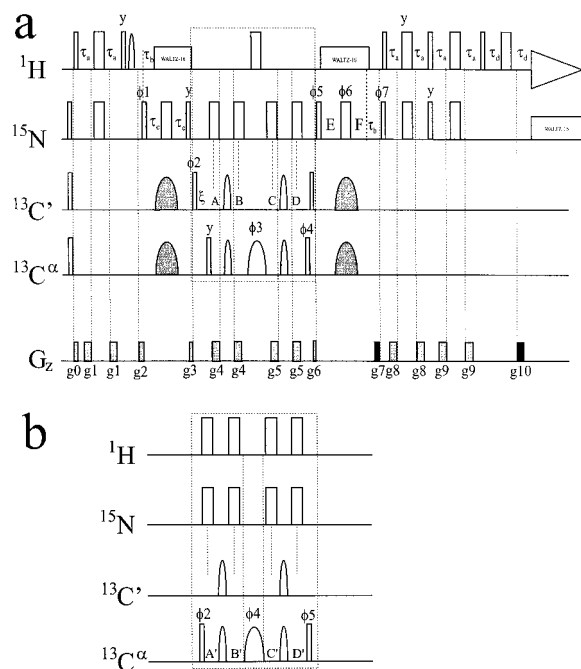 a
y y
¹H τa τa τb WALTZ-16 WALTZ-16 τa τa τa τa τd τd
ϕ1 y ϕ5 ϕ6 ϕ7 y
¹⁵N τc τc E F τb WALTZ-16
ϕ2
¹³C' ξ A B C D
y ϕ3 ϕ4
¹³Cα
Gz
g0 g1 g1 g2 g3 g4 g4 g5 g5 g6 g7 g8 g8 g9 g9 g10
b
¹H
¹⁵N
¹³C'
ϕ2 ϕ4 ϕ5
¹³Cα A' B' C' D'